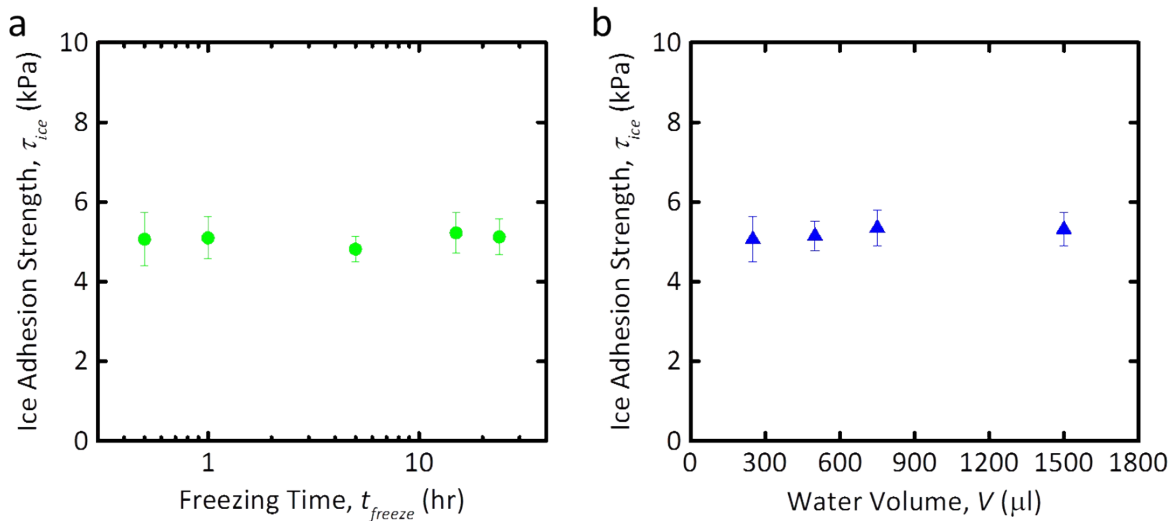 a
Ice Adhesion Strength, τice (kPa)
10
8
6
4
2
0
1 10
Freezing Time, tfreeze (hr)
b
Ice Adhesion Strength, τice (kPa)
10
8
6
4
2
0
0 300 600 900 1200 1500 1800
Water Volume, V (μl)